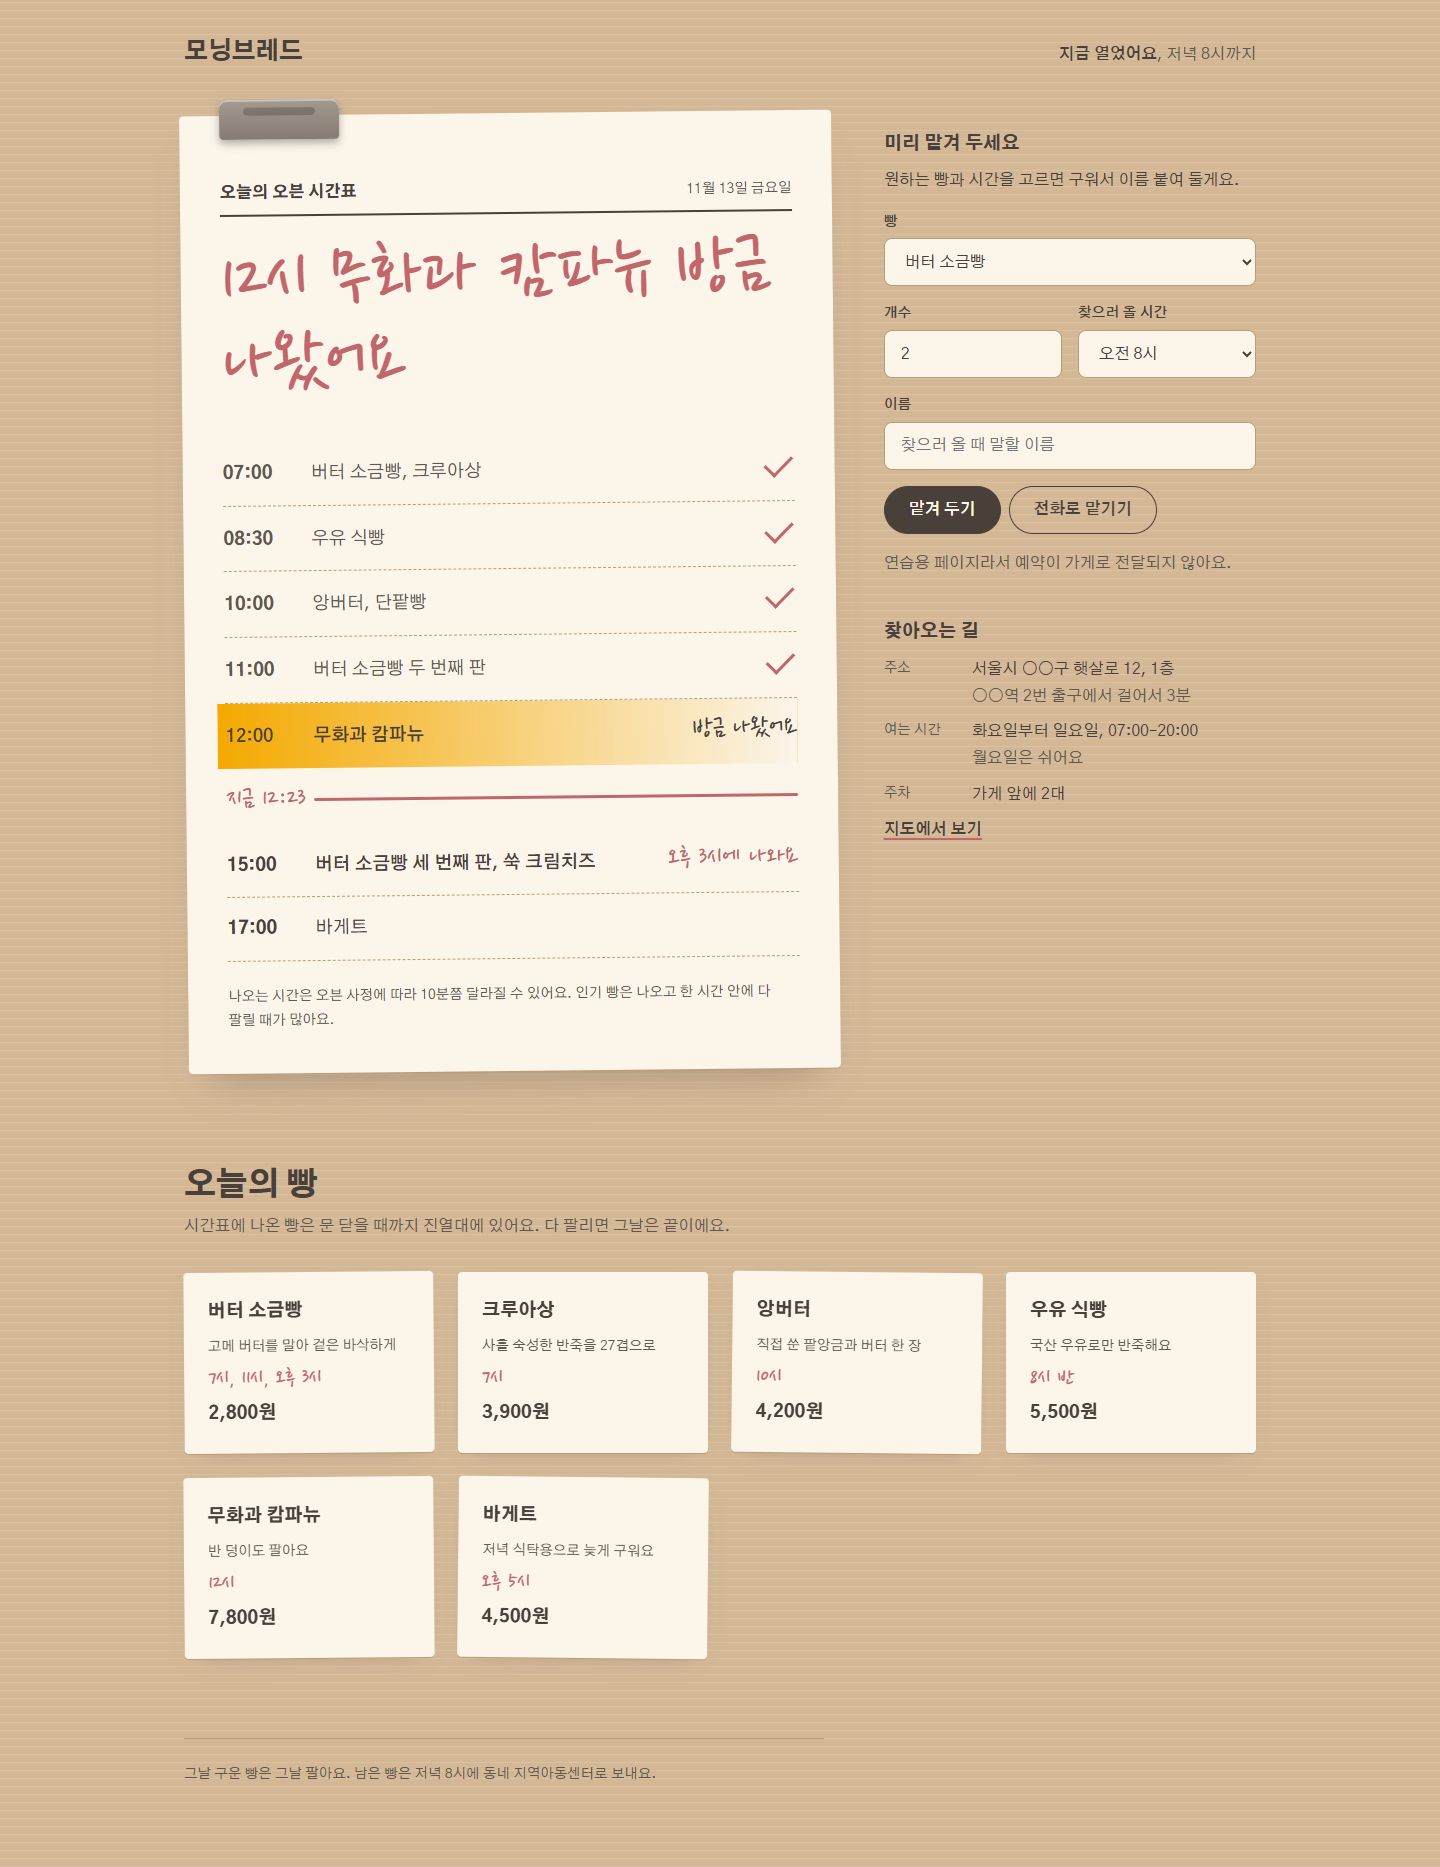 모닝브레드
지금 열었어요, 저녁 8시까지
오늘의 오븐 시간표
11월 13일 금요일
12시 무화과 캄파뉴 방금
나왔어요
07:00 버터 소금빵, 크루아상
08:30 우유 식빵
10:00 앙버터, 단팥빵
11:00 버터 소금빵 두 번째 판
12:00 무화과 캄파뉴 방금 나왔어요
지금 12:23
15:00 버터 소금빵 세 번째 판, 쑥 크림치즈 오후 3시에 나와요
17:00 바게트
나오는 시간은 오븐 사정에 따라 10분쯤 달라질 수 있어요. 인기 빵은 나오고 한 시간 안에 다
팔릴 때가 많아요.
미리 맡겨 두세요
원하는 빵과 시간을 고르면 구워서 이름 붙여 둘게요.
빵
버터 소금빵
개수
찾으러 올 시간
2
오전 8시
이름
찾으러 올 때 말할 이름
맡겨 두기
전화로 맡기기
연습용 페이지라서 예약이 가게로 전달되지 않아요.
찾아오는 길
주소 서울시 〇〇구 햇살로 12, 1층
〇〇역 2번 출구에서 걸어서 3분
여는 시간 화요일부터 일요일, 07:00–20:00
월요일은 쉬어요
주차 가게 앞에 2대
지도에서 보기
오늘의 빵
시간표에 나온 빵은 문 닫을 때까지 진열대에 있어요. 다 팔리면 그날은 끝이에요.
버터 소금빵
고메 버터를 말아 겉은 바삭하게
7시, 11시, 오후 3시
2,800원
크루아상
사흘 숙성한 반죽을 27겹으로
7시
3,900원
앙버터
직접 쑨 팥앙금과 버터 한 장
10시
4,200원
우유 식빵
국산 우유로만 반죽해요
8시 반
5,500원
무화과 캄파뉴
반 덩이도 팔아요
12시
7,800원
바게트
저녁 식탁용으로 늦게 구워요
오후 5시
4,500원
그날 구운 빵은 그날 팔아요. 남은 빵은 저녁 8시에 동네 지역아동센터로 보내요.